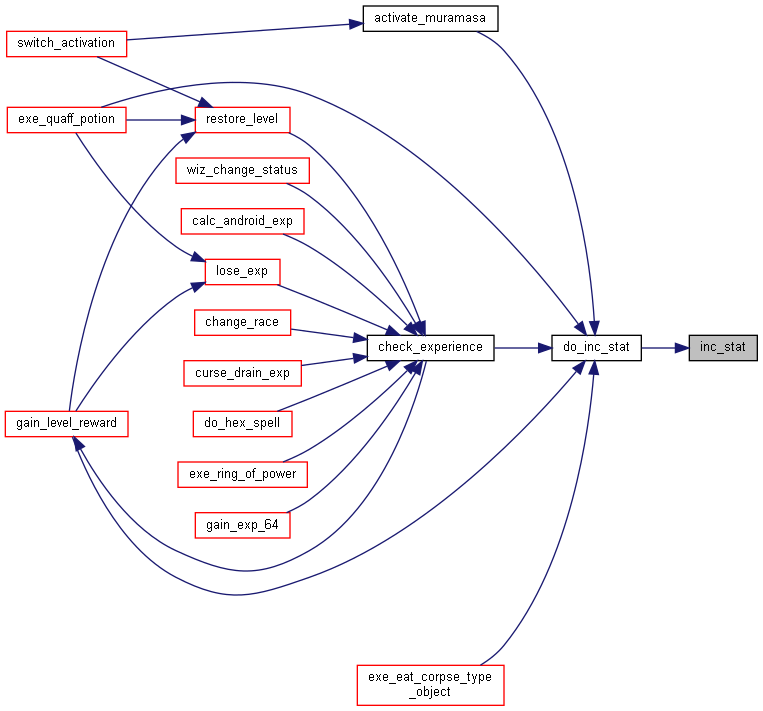 activate_muramasa
switch_activation
exe_quaff_potion
restore_level
wiz_change_status
calc_android_exp
lose_exp
change_race
check_experience
do_inc_stat
inc_stat
curse_drain_exp
gain_level_reward
do_hex_spell
exe_ring_of_power
gain_exp_64
exe_eat_corpse_type
_object